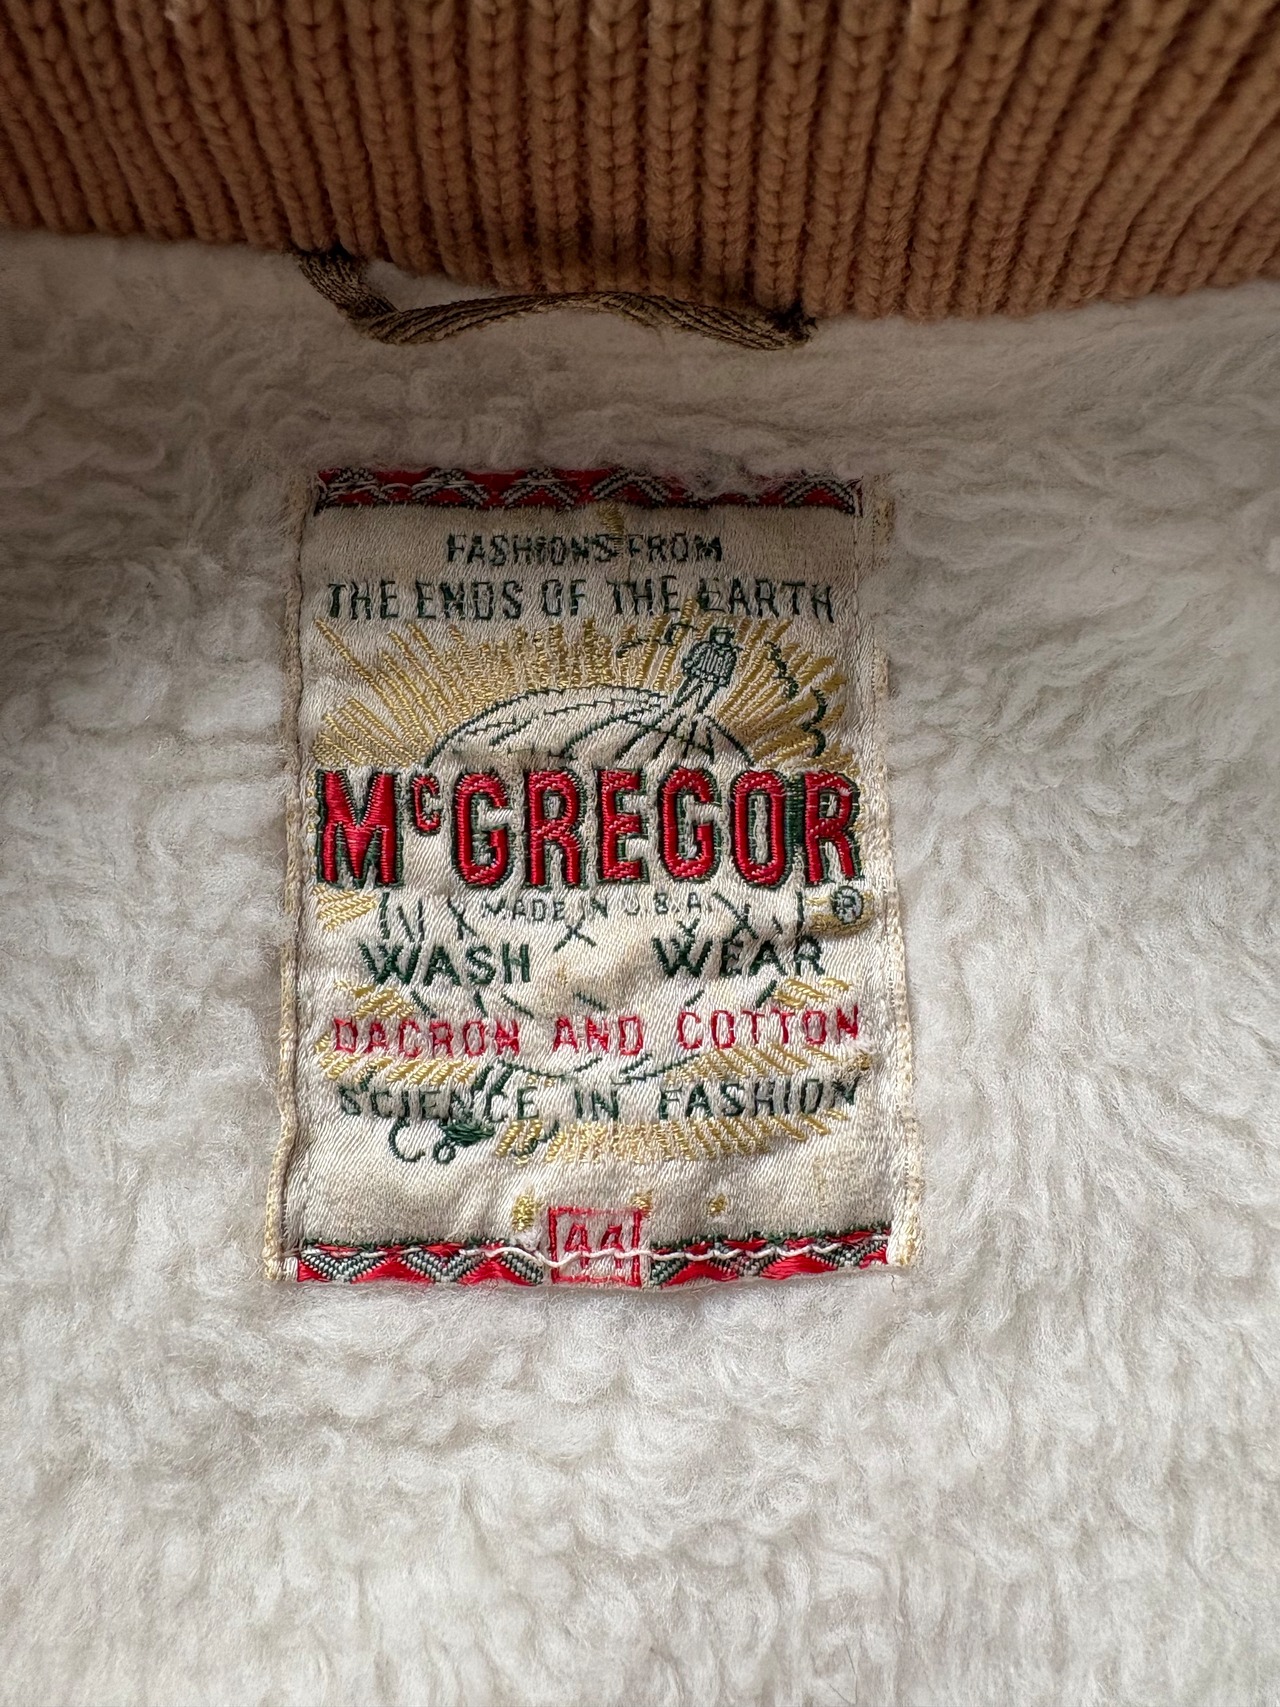 FASHIONS FROM
THE ENDS OF THE EARTH
McGREGOR
®
MADE IN U.S.A.
WASH WEAR
DACRON AND COTTON
SCIENCE IN FASHION
44